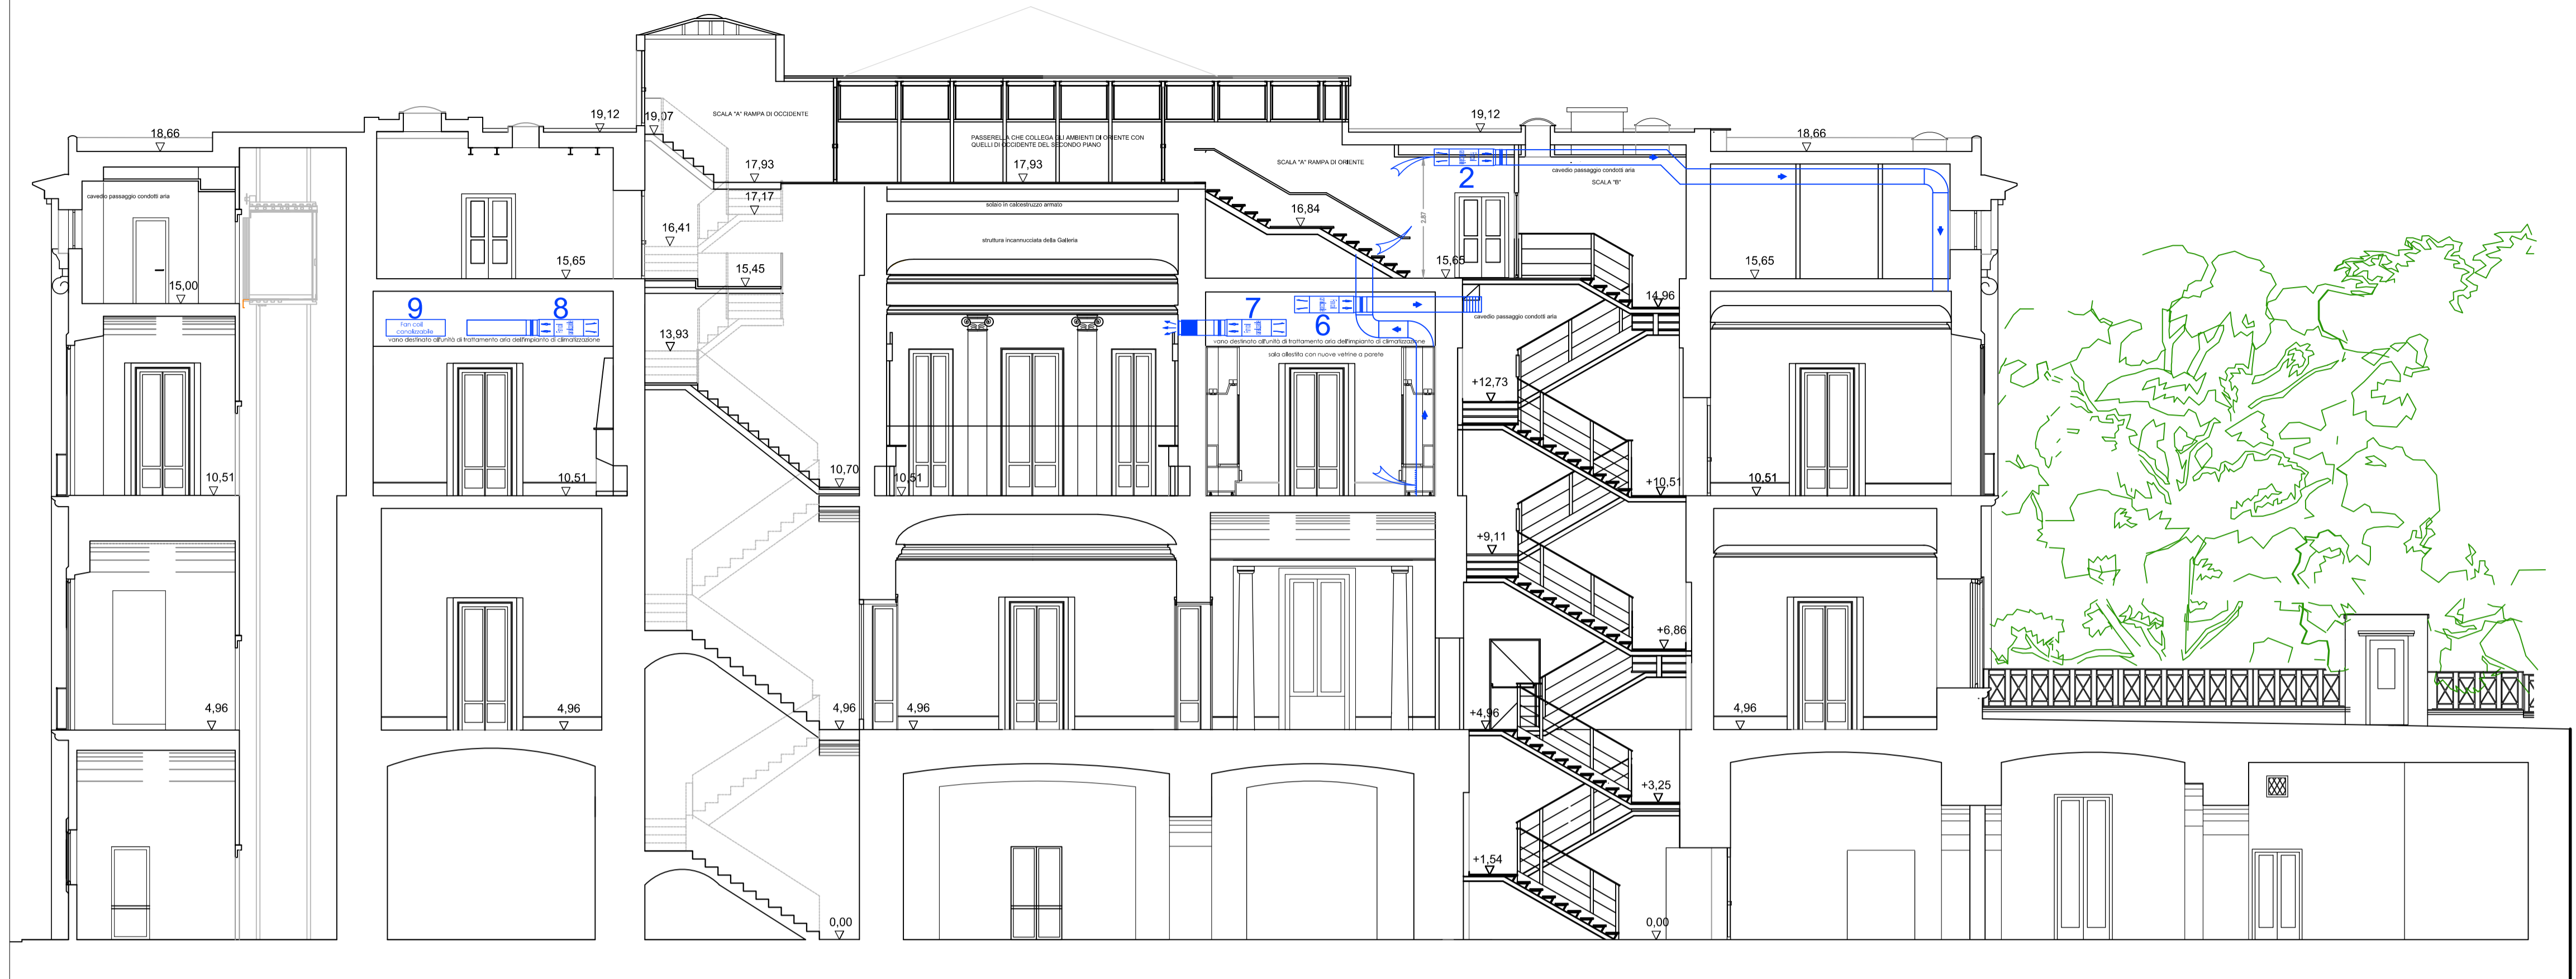 SCALA "A" RAMPA DI OCCIDENTE
19,12
19,07
19,12
18,66
18,66
PASSERELLA CHE COLLEGA GLI AMBIENTI DI ORIENTE CON
QUELLI DI OCCIDENTE DEL SECONDO PIANO
SCALA "A" RAMPA DI ORIENTE
17,93
17,93
2
cavedio passaggio condotti aria
SCALA "B"
cavedio passaggio condotti aria
17,17
solaio in calcestruzzo armato
16,84
2,87
16,41
struttura incannucciata della Galleria
15,65
15,45
15,65
15,65
15,00
14,96
9
Fan coil
canalizzabile
8
vano destinato all'unità di trattamento aria dell'impianto di climatizzazione
7
6
cavedio passaggio condotti aria
vano destinato all'unità di trattamento aria dell'impianto di climatizzazione
sala allestita con nuove vetrine a parete
13,93
+12,73
10,51
10,51
10,70
10,51
+10,51
10,51
+9,11
+6,86
4,96
4,96
4,96
4,96
+4,96
4,96
+3,25
+1,54
0,00
0,00